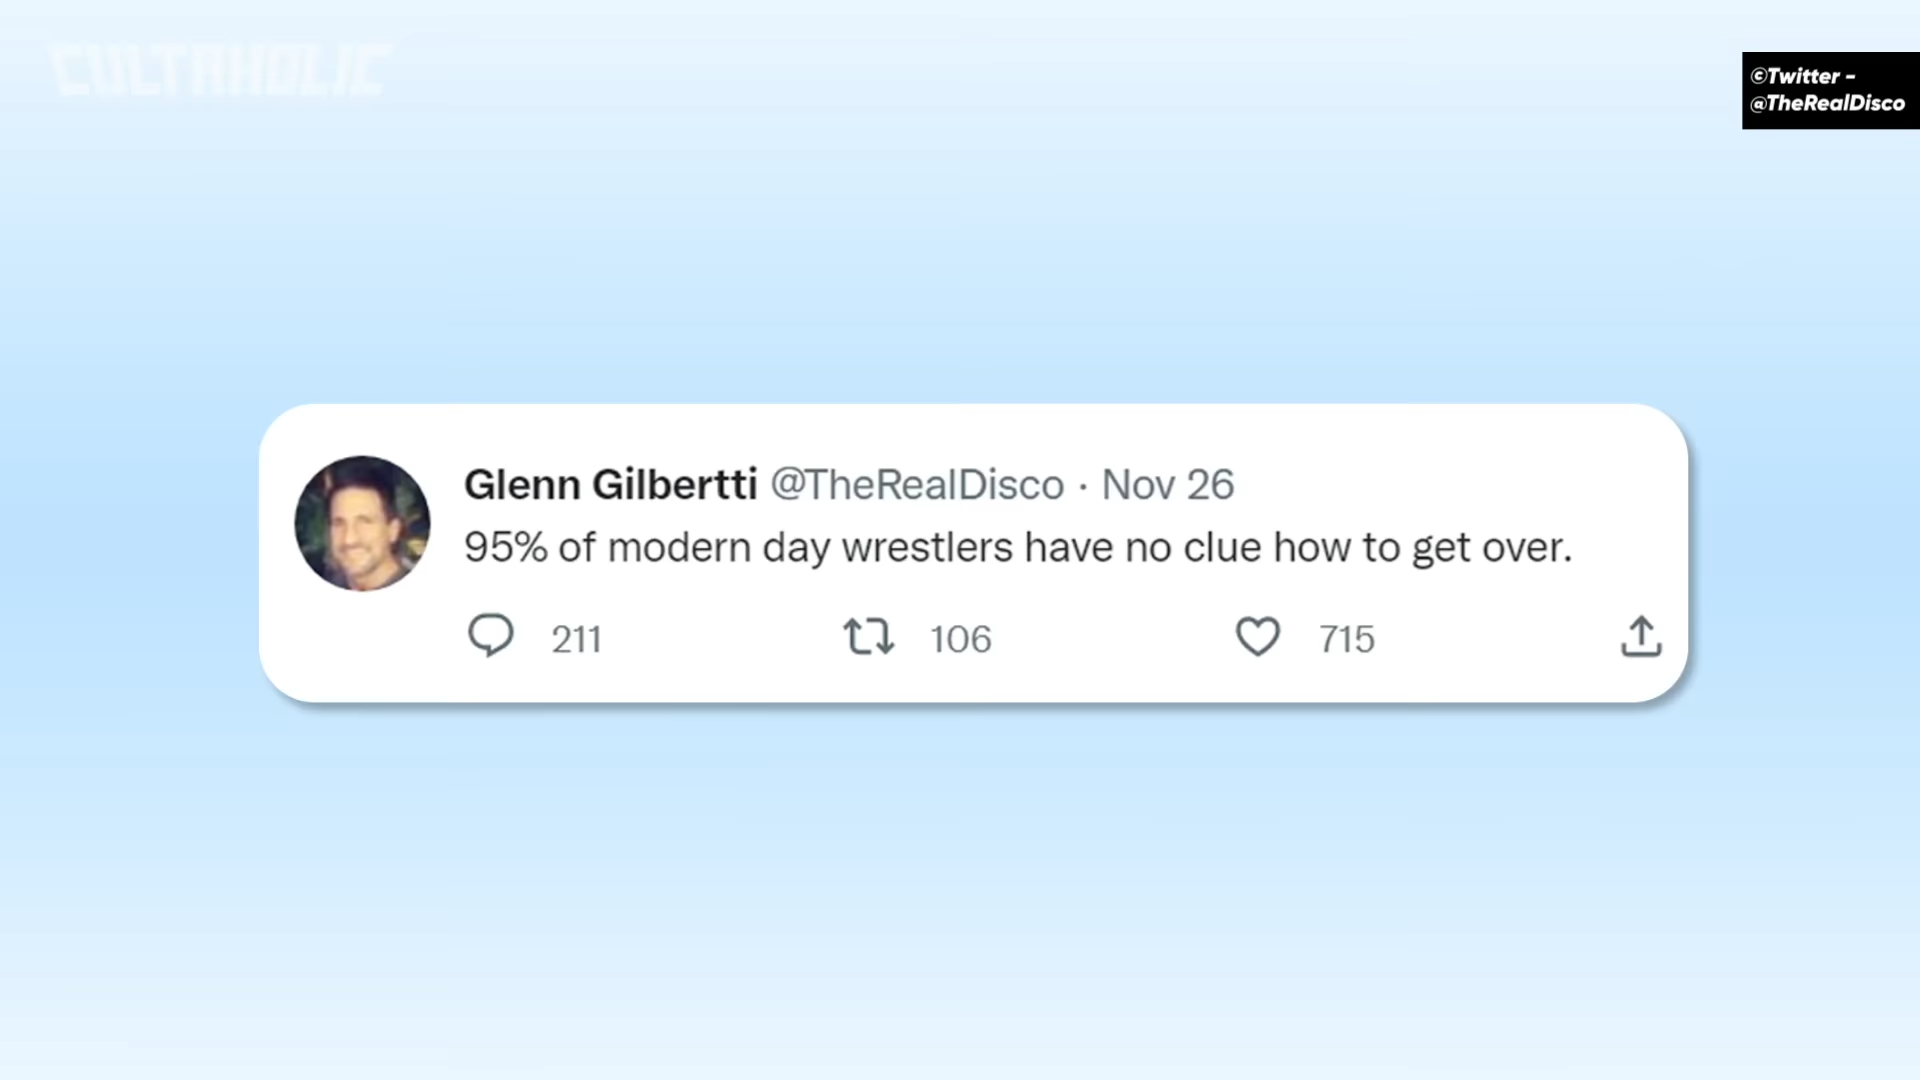 CULTAHOLIC
©Twitter -
@TheRealDisco
Glenn Gilbertti @TheRealDisco · Nov 26
95% of modern day wrestlers have no clue how to get over.
211 106 715